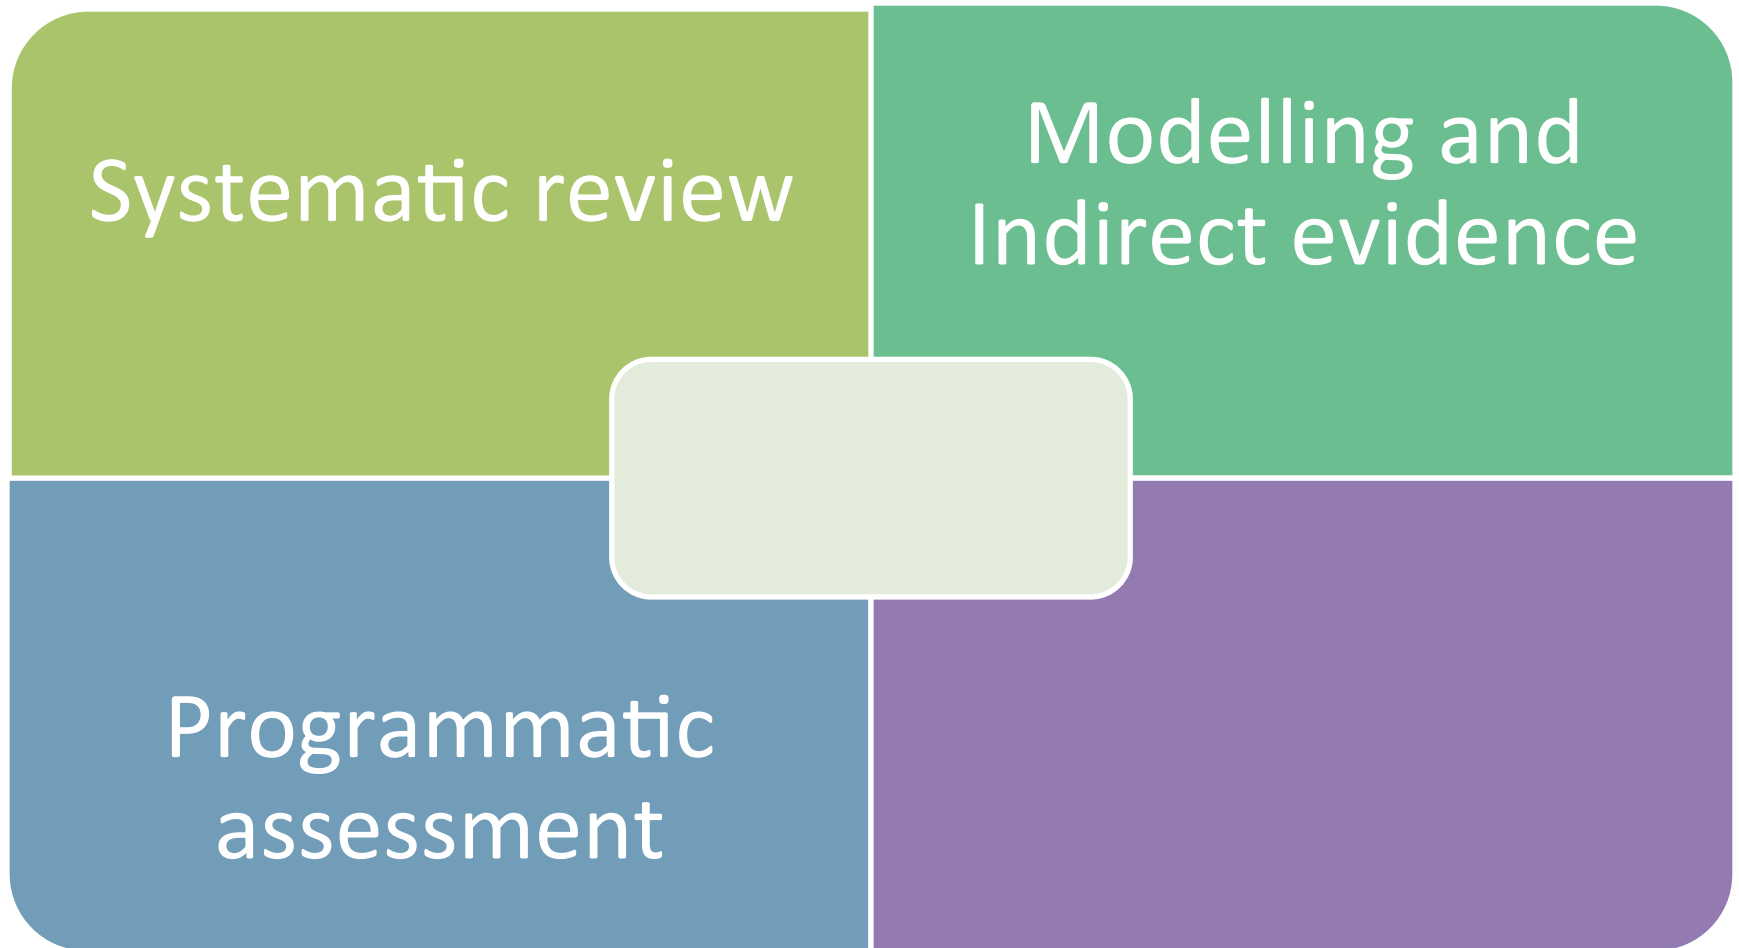 Systematic review
Modelling and
Indirect evidence
Programmatic
assessment